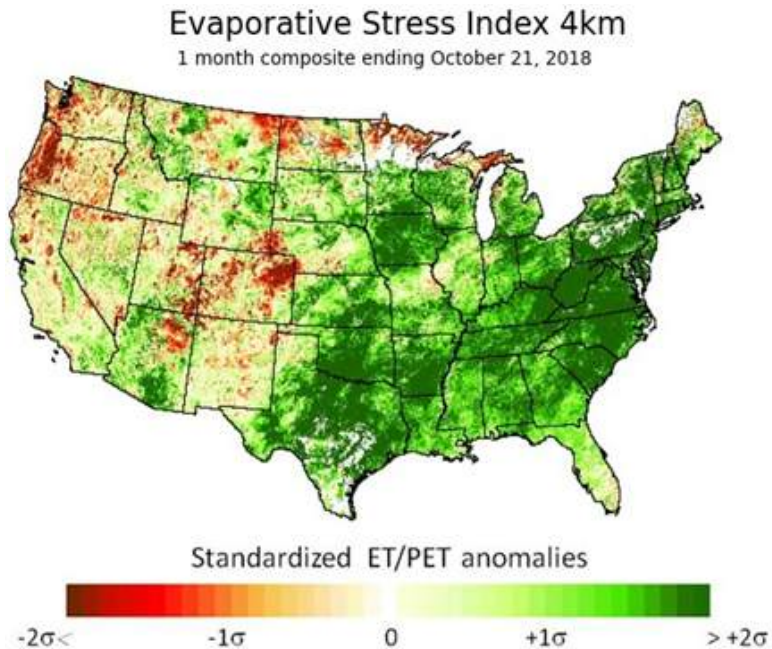 Evaporative Stress Index 4km
1 month composite ending October 21, 2018
Standardized ET/PET anomalies
-2σ< -1σ 0 +1σ > +2σ